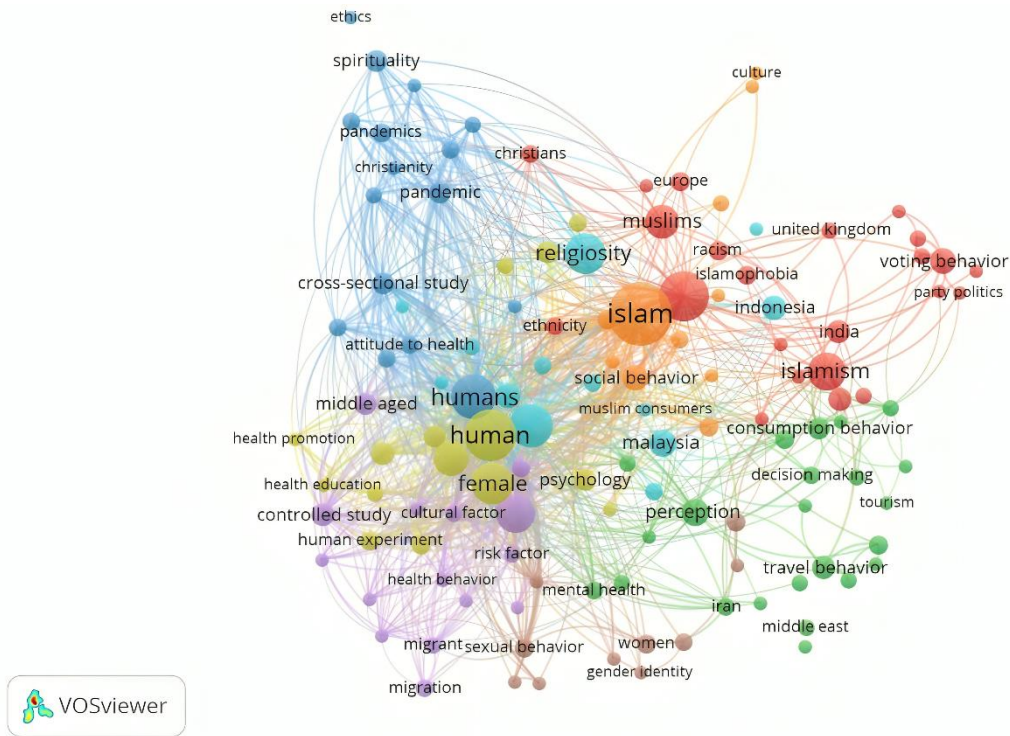 ethics
spirituality
culture
pandemics
christians
christianity
pandemic
europe
muslims
united kingdom
religiosity
racism
voting behavior
islamophobia
cross-sectional study
party politics
indonesia
islam
ethnicity
india
attitude to health
islamism
social behavior
humans
middle aged
muslim consumers
consumption behavior
health promotion
human
malaysia
decision making
health education
female
psychology
tourism
controlled study
cultural factor
perception
human experiment
risk factor
travel behavior
health behavior
mental health
iran
middle east
migrant
sexual behavior
women
gender identity
migration
VOSviewer